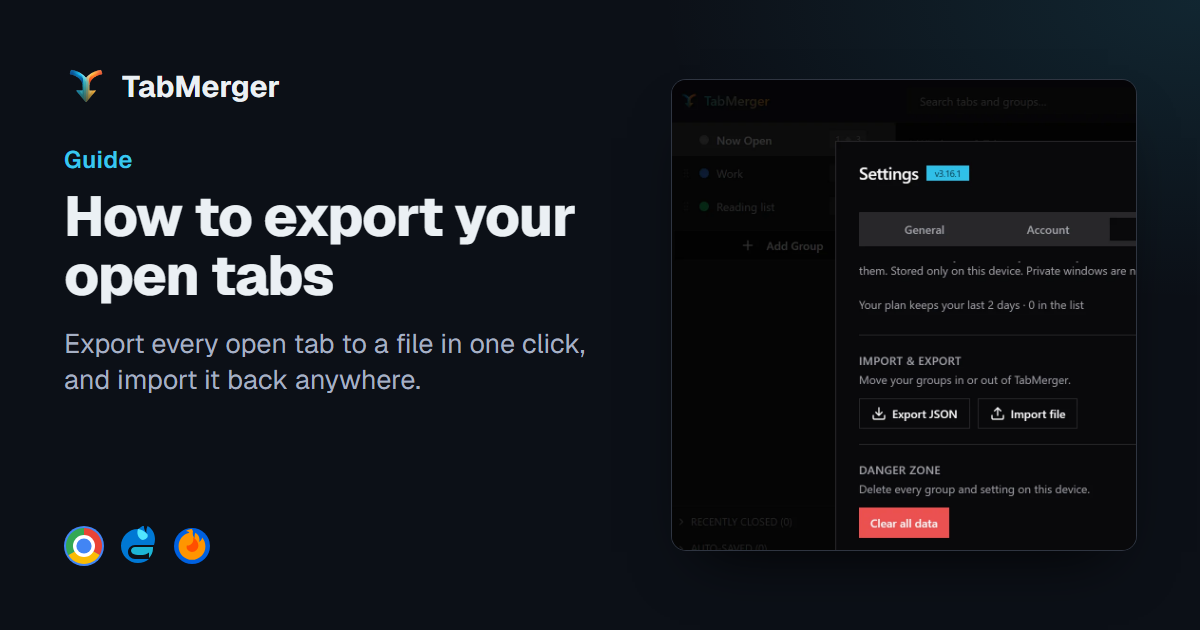 TabMerger
Guide
How to export your
open tabs
Export every open tab to a file in one click,
and import it back anywhere.
TabMerger
Search tabs and groups...
Now Open
Work
Reading list
+ Add Group
RECENTLY CLOSED (0)
AUTO-SAVED (0)
Settings v3.16.1
General Account
them. Stored only on this device. Private windows are n
Your plan keeps your last 2 days · 0 in the list
IMPORT & EXPORT
Move your groups in or out of TabMerger.
Export JSON Import file
DANGER ZONE
Delete every group and setting on this device.
Clear all data